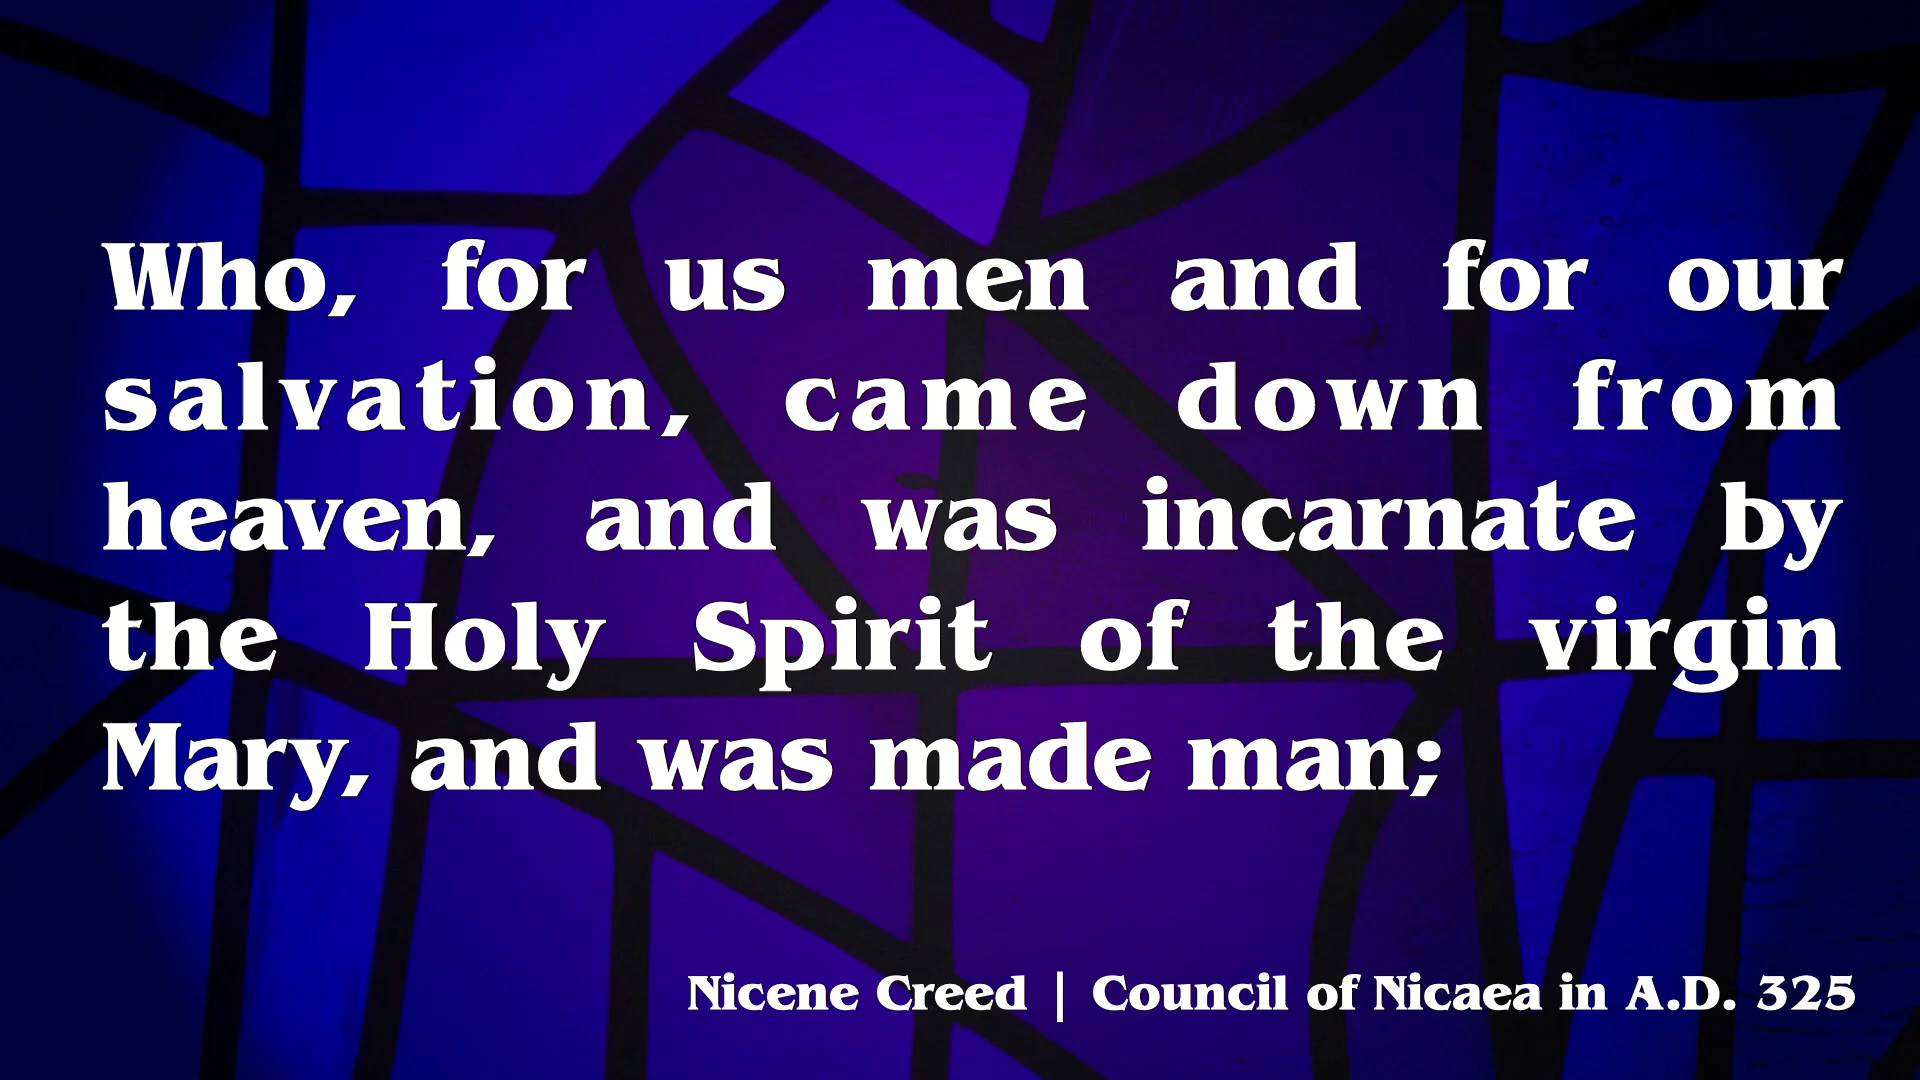 Who, for us men and for our
salvation, came down from
heaven, and was incarnate by
the Holy Spirit of the virgin
Mary, and was made man;
Nicene Creed | Council of Nicaea in A.D. 325